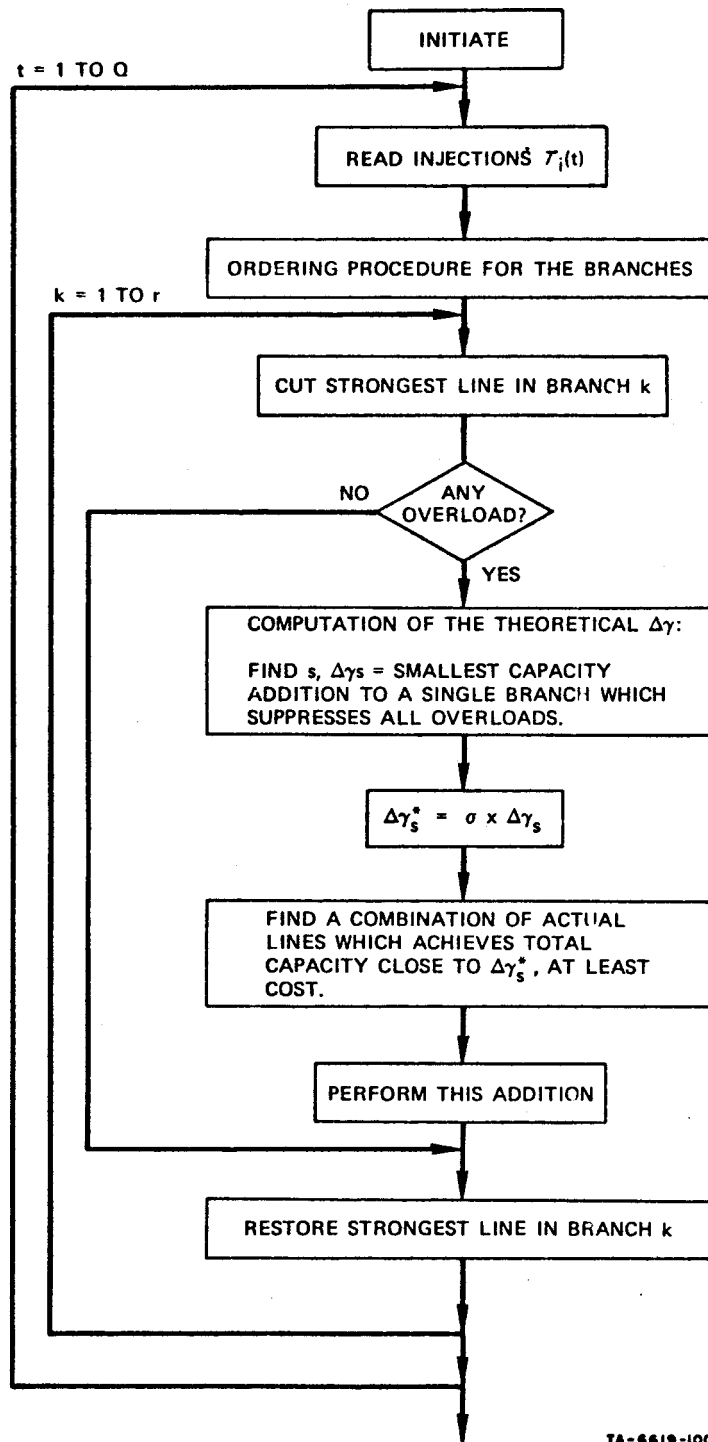 INITIATE
t = 1 TO Q
READ INJECTIONS 𝒯i(t)
ORDERING PROCEDURE FOR THE BRANCHES
k = 1 TO r
CUT STRONGEST LINE IN BRANCH k
NO
ANY
OVERLOAD?
YES
COMPUTATION OF THE THEORETICAL Δγ:
FIND s, Δγs = SMALLEST CAPACITY
ADDITION TO A SINGLE BRANCH WHICH
SUPPRESSES ALL OVERLOADS.
Δγs* = σ x Δγs
FIND A COMBINATION OF ACTUAL
LINES WHICH ACHIEVES TOTAL
CAPACITY CLOSE TO Δγs*, AT LEAST
COST.
PERFORM THIS ADDITION
RESTORE STRONGEST LINE IN BRANCH k
TA-6619-100